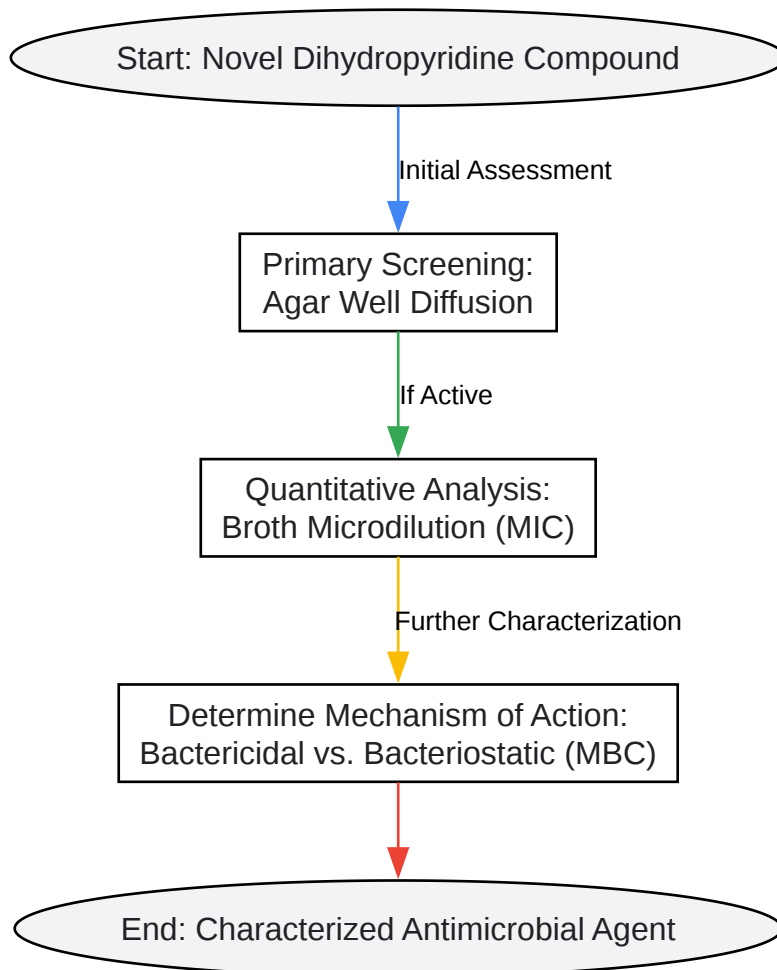 Start: Novel Dihydropyridine Compound
Initial Assessment
Primary Screening:
Agar Well Diffusion
If Active
Quantitative Analysis:
Broth Microdilution (MIC)
Further Characterization
Determine Mechanism of Action:
Bactericidal vs. Bacteriostatic (MBC)
End: Characterized Antimicrobial Agent